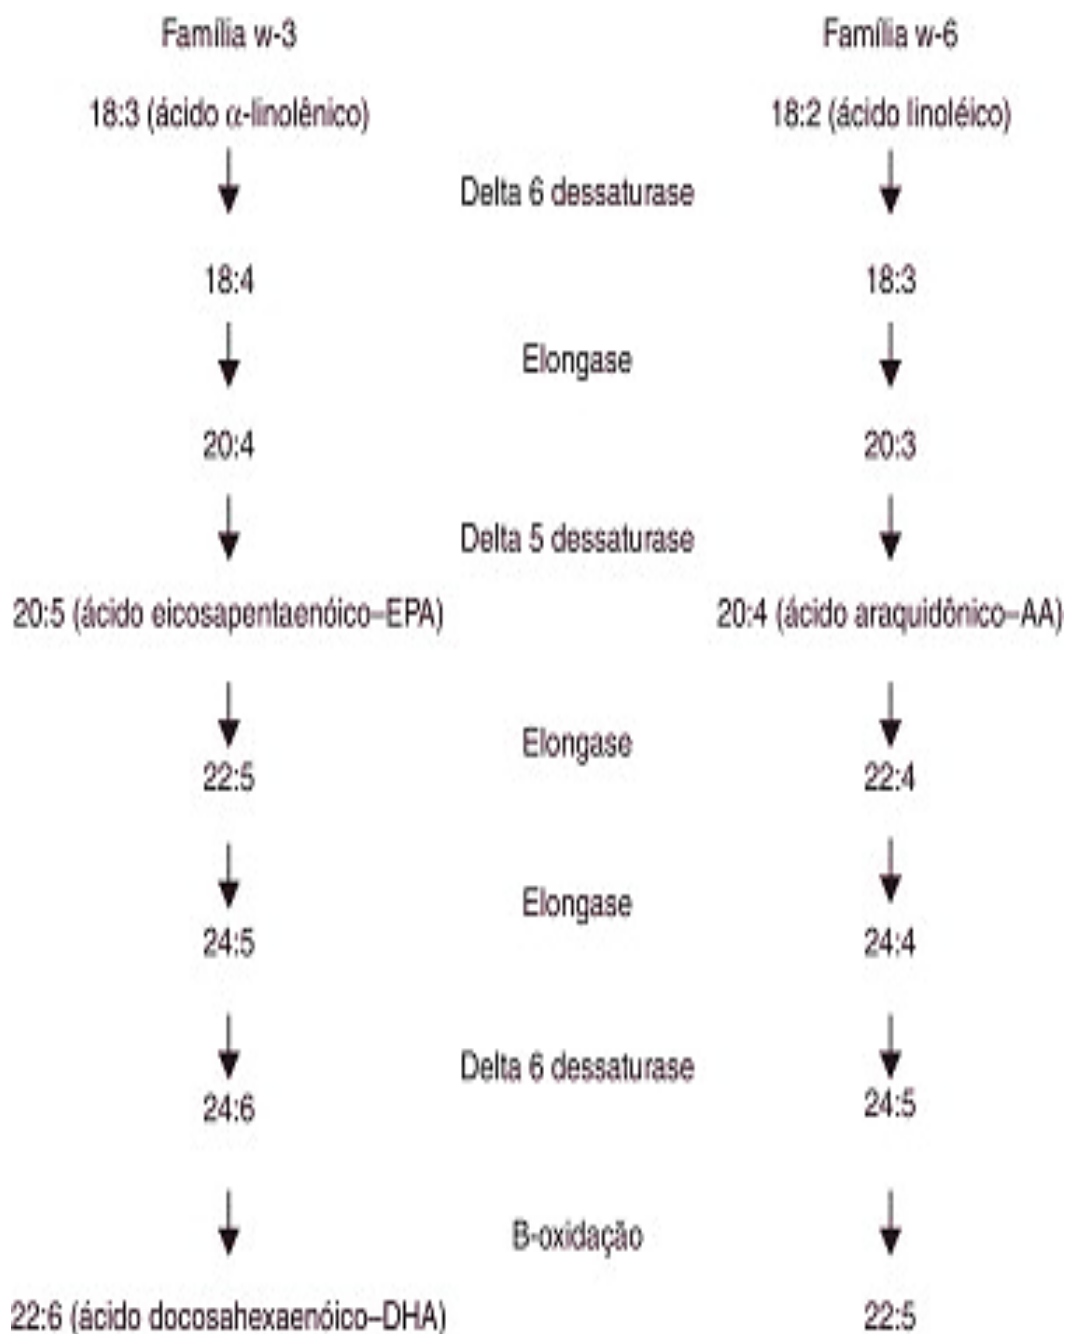 Família w-3
Família w-6
18:3 (ácido α-linolênico)
18:2 (ácido linoléico)
Delta 6 dessaturase
18:4
18:3
Elongase
20:4
20:3
Delta 5 dessaturase
20:5 (ácido eicosapentaenóico–EPA)
20:4 (ácido araquidônico–AA)
Elongase
22:5
22:4
Elongase
24:5
24:4
Delta 6 dessaturase
24:6
24:5
B-oxidação
22:6 (ácido docosahexaenóico–DHA)
22:5